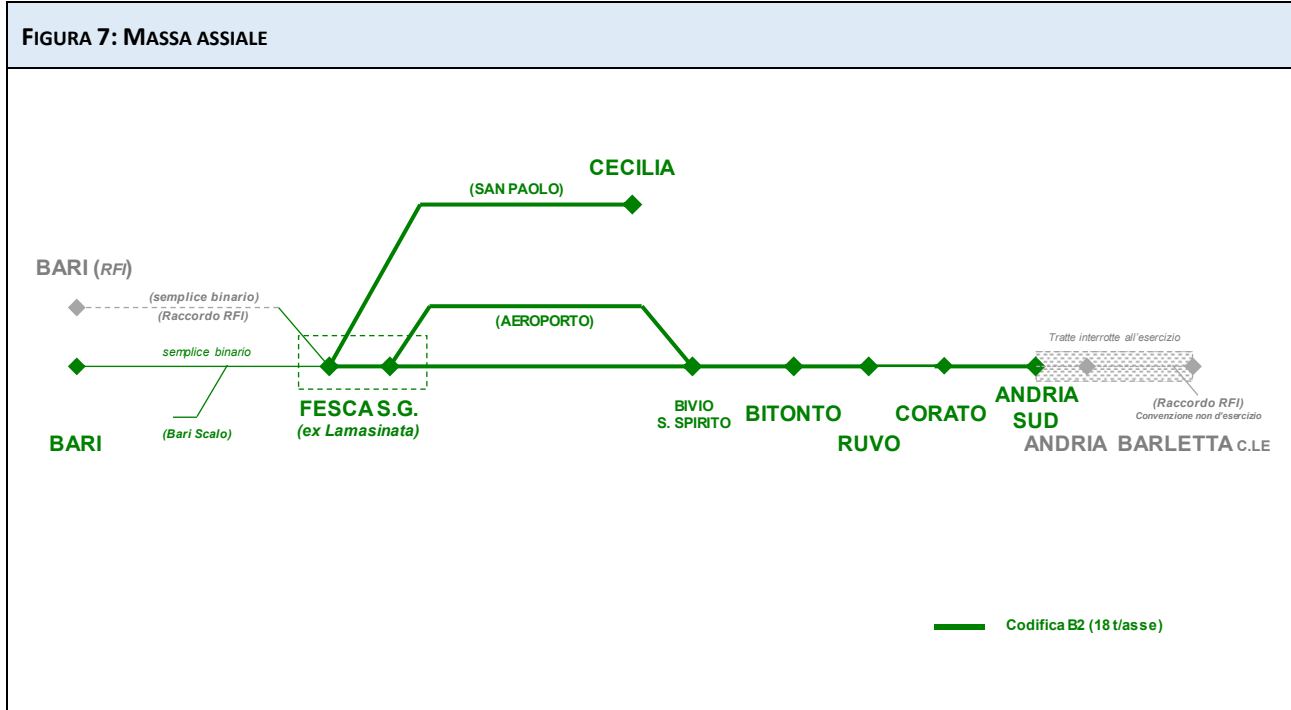 FIGURA 7: MASSA ASSIALE
CECILIA
(SAN PAOLO)
BARI (RFI)
(semplice binario)
(Raccordo RFI)
(AEROPORTO)
semplice binario
Tratte interrotte all'esercizio
(Bari Scalo)
BARI
FESCA S.G.
(ex Lamasinata)
BIVIO
S. SPIRITO
BITONTO
RUVO
CORATO
ANDRIA
SUD
(Raccordo RFI)
Convenzione non d'esercizio
ANDRIA
BARLETTA C.LE
Codifica B2 (18 t/asse)